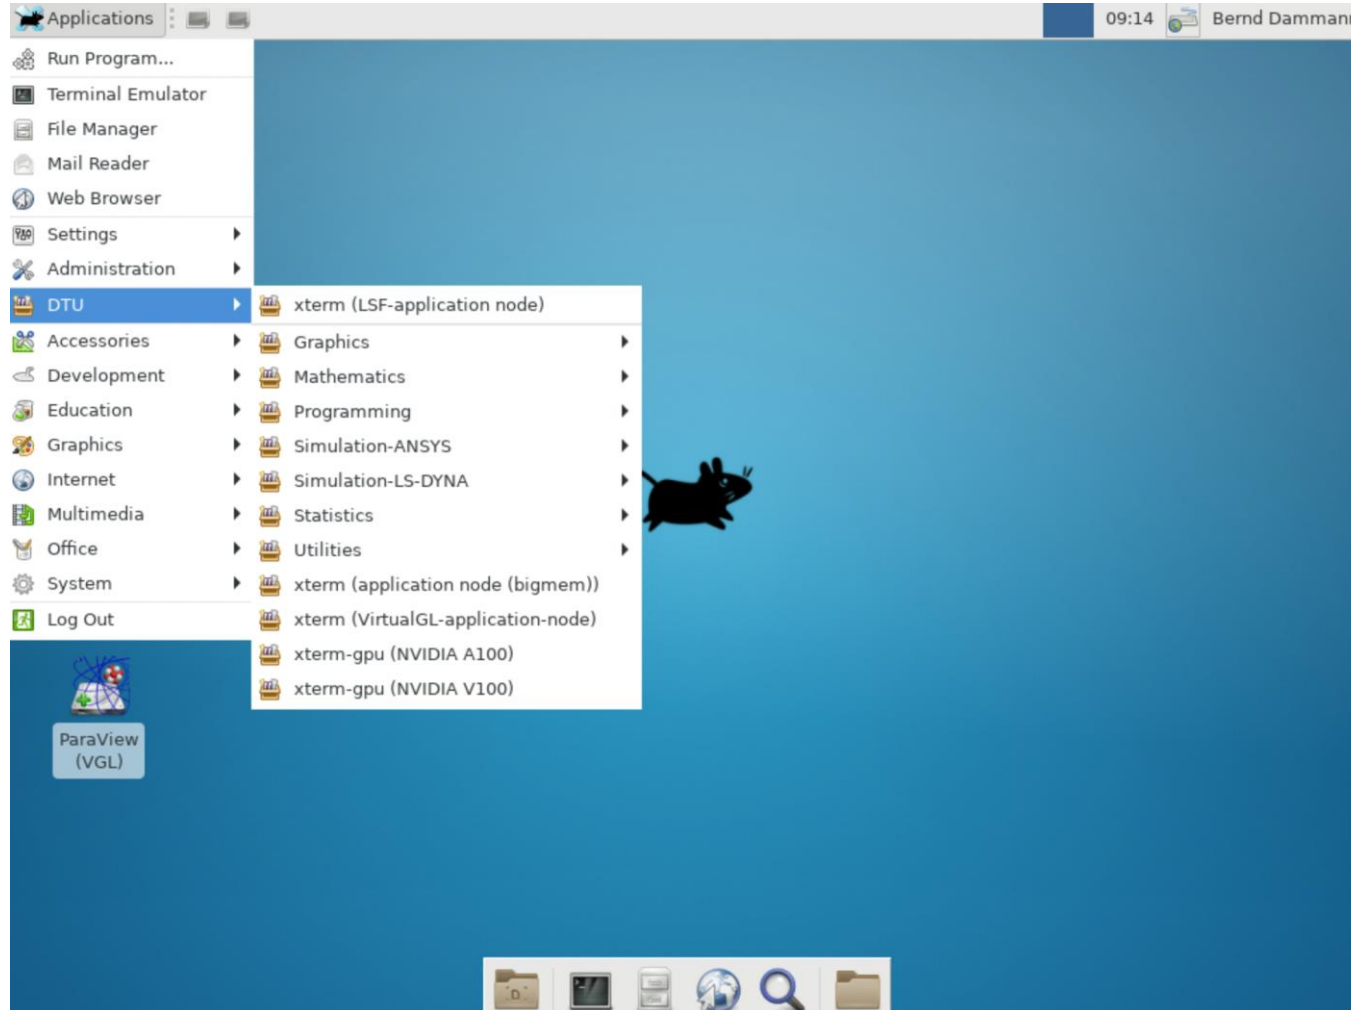 Applications
09:14
Bernd Dammann
Run Program...
Terminal Emulator
File Manager
Mail Reader
Web Browser
Settings
Administration
DTU
Accessories
Development
Education
Graphics
Internet
Multimedia
Office
System
Log Out
xterm (LSF-application node)
Graphics
Mathematics
Programming
Simulation-ANSYS
Simulation-LS-DYNA
Statistics
Utilities
xterm (application node (bigmem))
xterm (VirtualGL-application-node)
xterm-gpu (NVIDIA A100)
xterm-gpu (NVIDIA V100)
ParaView
(VGL)
D